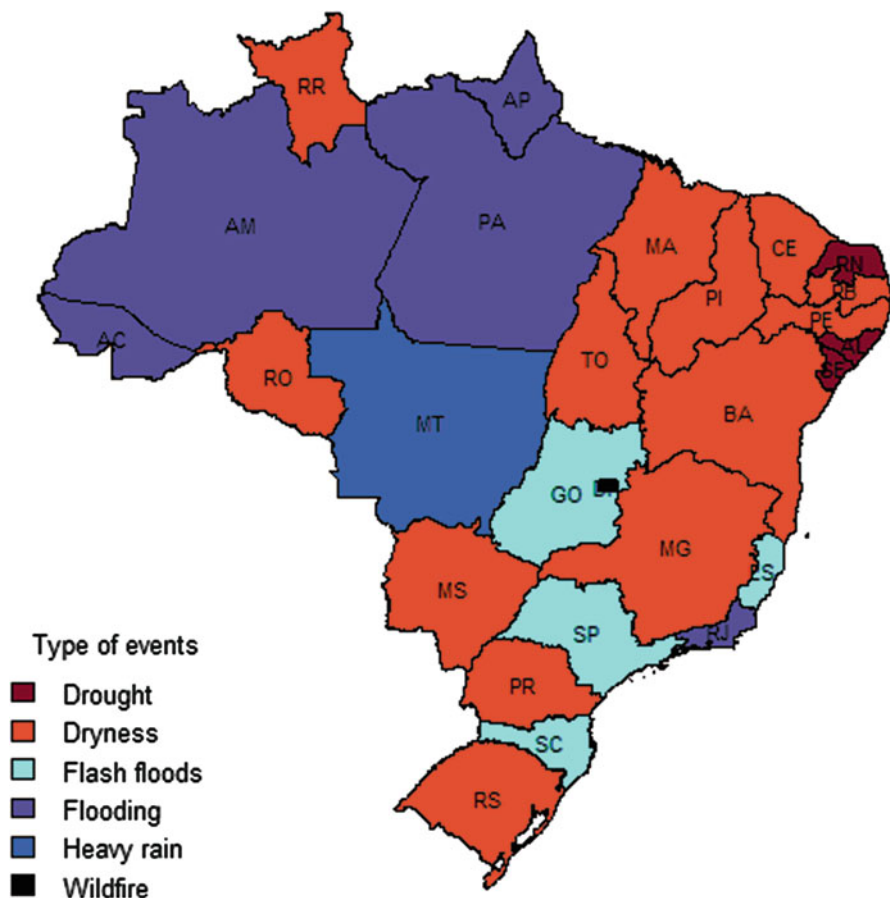 RR
AP
AM
PA
MA
CE
RN
PB
PI
PE
AC
AL
SE
TO
RO
BA
MT
GO
MG
ES
MS
SP
RJ
PR
SC
RS
Type of events
Drought
Dryness
Flash floods
Flooding
Heavy rain
Wildfire